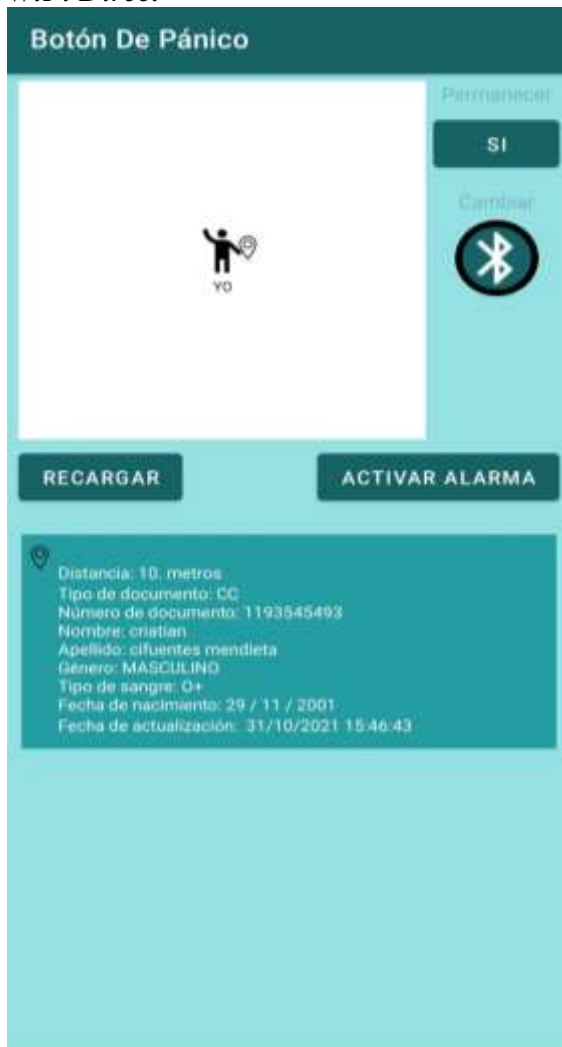 Botón De Pánico
Permanecer
SI
Cambiar
YO
RECARGAR
ACTIVAR ALARMA
Distancia: 10. metros
Tipo de documento: CC
Número de documento: 1193545493
Nombre: cristian
Apellido: cifuentes mendieta
Género: MASCULINO
Tipo de sangre: O+
Fecha de nacimiento: 29 / 11 / 2001
Fecha de actualización: 31/10/2021 15:46:43